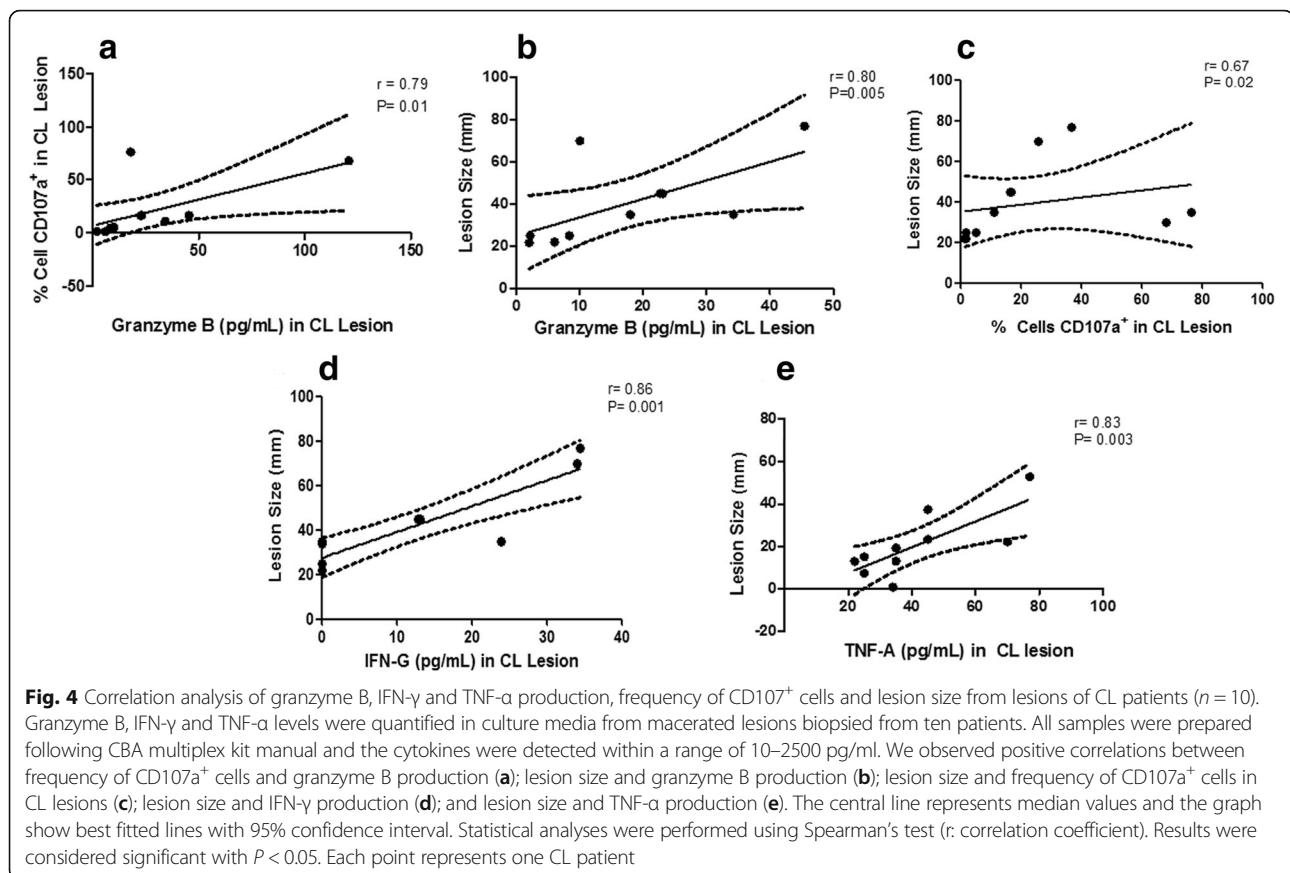 a
r = 0.79
P= 0.01
% Cell CD107a⁺ in CL Lesion
150
100
50
0
-50
50
100
150
Granzyme B (pg/mL) in CL Lesion
b
r= 0.80
P=0.005
Lesion Size (mm)
100
80
60
40
20
0
0
10
20
30
40
50
Granzyme B (pg/mL) in CL Lesion
c
r= 0.67
P= 0.02
Lesion Size (mm)
100
80
60
40
20
0
0
20
40
60
80
100
% Cells CD107a⁺ in CL Lesion
d
r= 0.86
P= 0.001
Lesion Size (mm)
100
80
60
40
20
0
0
10
20
30
40
IFN-G (pg/mL) in CL Lesion
e
r= 0.83
P= 0.003
Lesion Size (mm)
80
60
40
20
0
-20
20
40
60
80
100
TNF-A (pg/mL) in CL lesion
Fig. 4 Correlation analysis of granzyme B, IFN-γ and TNF-α production, frequency of CD107⁺ cells and lesion size from lesions of CL patients (n = 10).
Granzyme B, IFN-γ and TNF-α levels were quantified in culture media from macerated lesions biopsied from ten patients. All samples were prepared
following CBA multiplex kit manual and the cytokines were detected within a range of 10–2500 pg/ml. We observed positive correlations between
frequency of CD107a⁺ cells and granzyme B production (a); lesion size and granzyme B production (b); lesion size and frequency of CD107a⁺ cells in
CL lesions (c); lesion size and IFN-γ production (d); and lesion size and TNF-α production (e). The central line represents median values and the graph
show best fitted lines with 95% confidence interval. Statistical analyses were performed using Spearman's test (r: correlation coefficient). Results were
considered significant with P < 0.05. Each point represents one CL patient